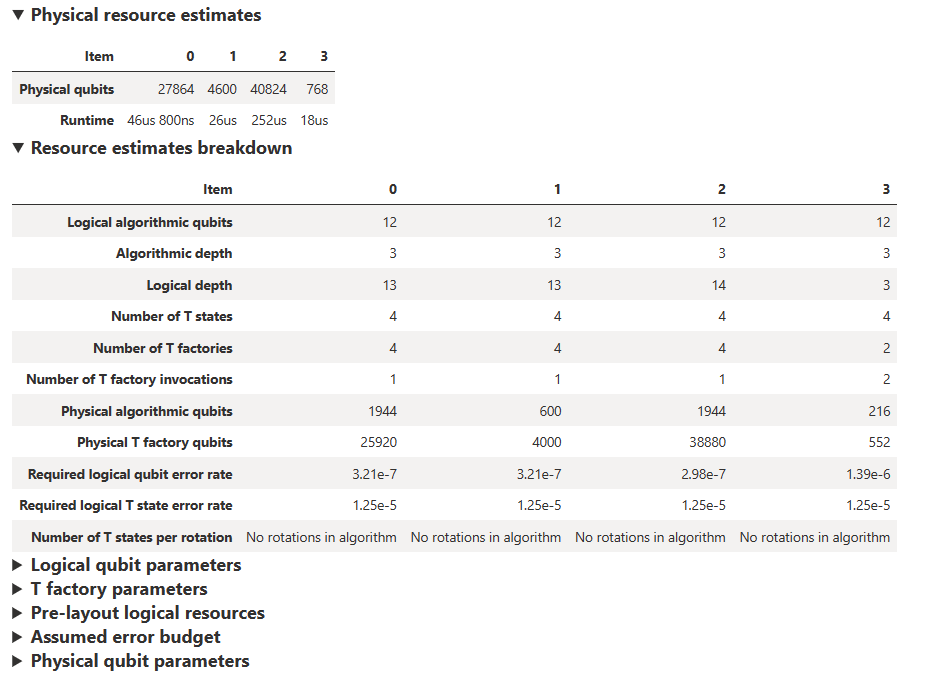 ▼ Physical resource estimates
Item 0 1 2 3
Physical qubits 27864 4600 40824 768
Runtime 46us 800ns 26us 252us 18us
▼ Resource estimates breakdown
Item 0 1 2 3
Logical algorithmic qubits 12 12 12 12
Algorithmic depth 3 3 3 3
Logical depth 13 13 14 3
Number of T states 4 4 4 4
Number of T factories 4 4 4 2
Number of T factory invocations 1 1 1 2
Physical algorithmic qubits 1944 600 1944 216
Physical T factory qubits 25920 4000 38880 552
Required logical qubit error rate 3.21e-7 3.21e-7 2.98e-7 1.39e-6
Required logical T state error rate 1.25e-5 1.25e-5 1.25e-5 1.25e-5
Number of T states per rotation No rotations in algorithm No rotations in algorithm No rotations in algorithm No rotations in algorithm
▶ Logical qubit parameters
▶ T factory parameters
▶ Pre-layout logical resources
▶ Assumed error budget
▶ Physical qubit parameters